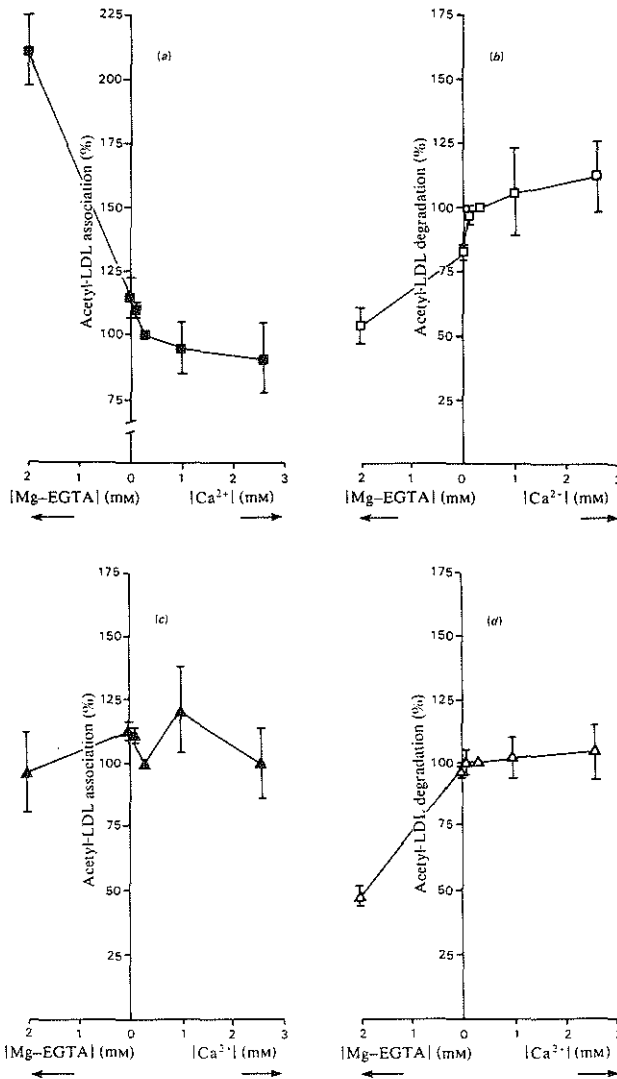 225
(a)
200
175
150
125
100
75
Acetyl-LDL association (%)
2 1 0 1 2 3
|Mg–EGTA| (mM) |Ca²⁺| (mM)
175
(b)
150
125
100
75
50
25
Acetyl-LDL degradation (%)
2 1 0 1 2 3
|Mg–EGTA| (mM) |Ca²⁺| (mM)
175
(c)
150
125
100
75
50
25
Acetyl-LDL association (%)
2 1 0 1 2 3
|Mg–EGTA| (mM) |Ca²⁺| (mM)
175
(d)
150
125
100
75
50
25
Acetyl-LDL degradation (%)
2 1 0 1 2 3
|Mg–EGTA| (mM) |Ca²⁺| (mM)